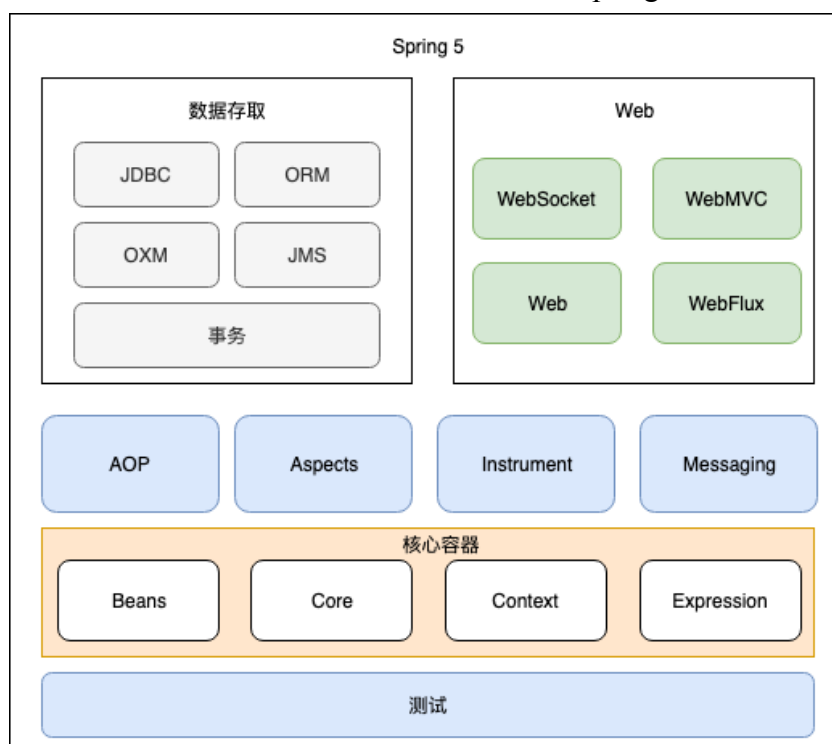 Spring 5
数据存取
JDBC
ORM
OXM
JMS
事务
Web
WebSocket
WebMVC
Web
WebFlux
AOP
Aspects
Instrument
Messaging
核心容器
Beans
Core
Context
Expression
测试